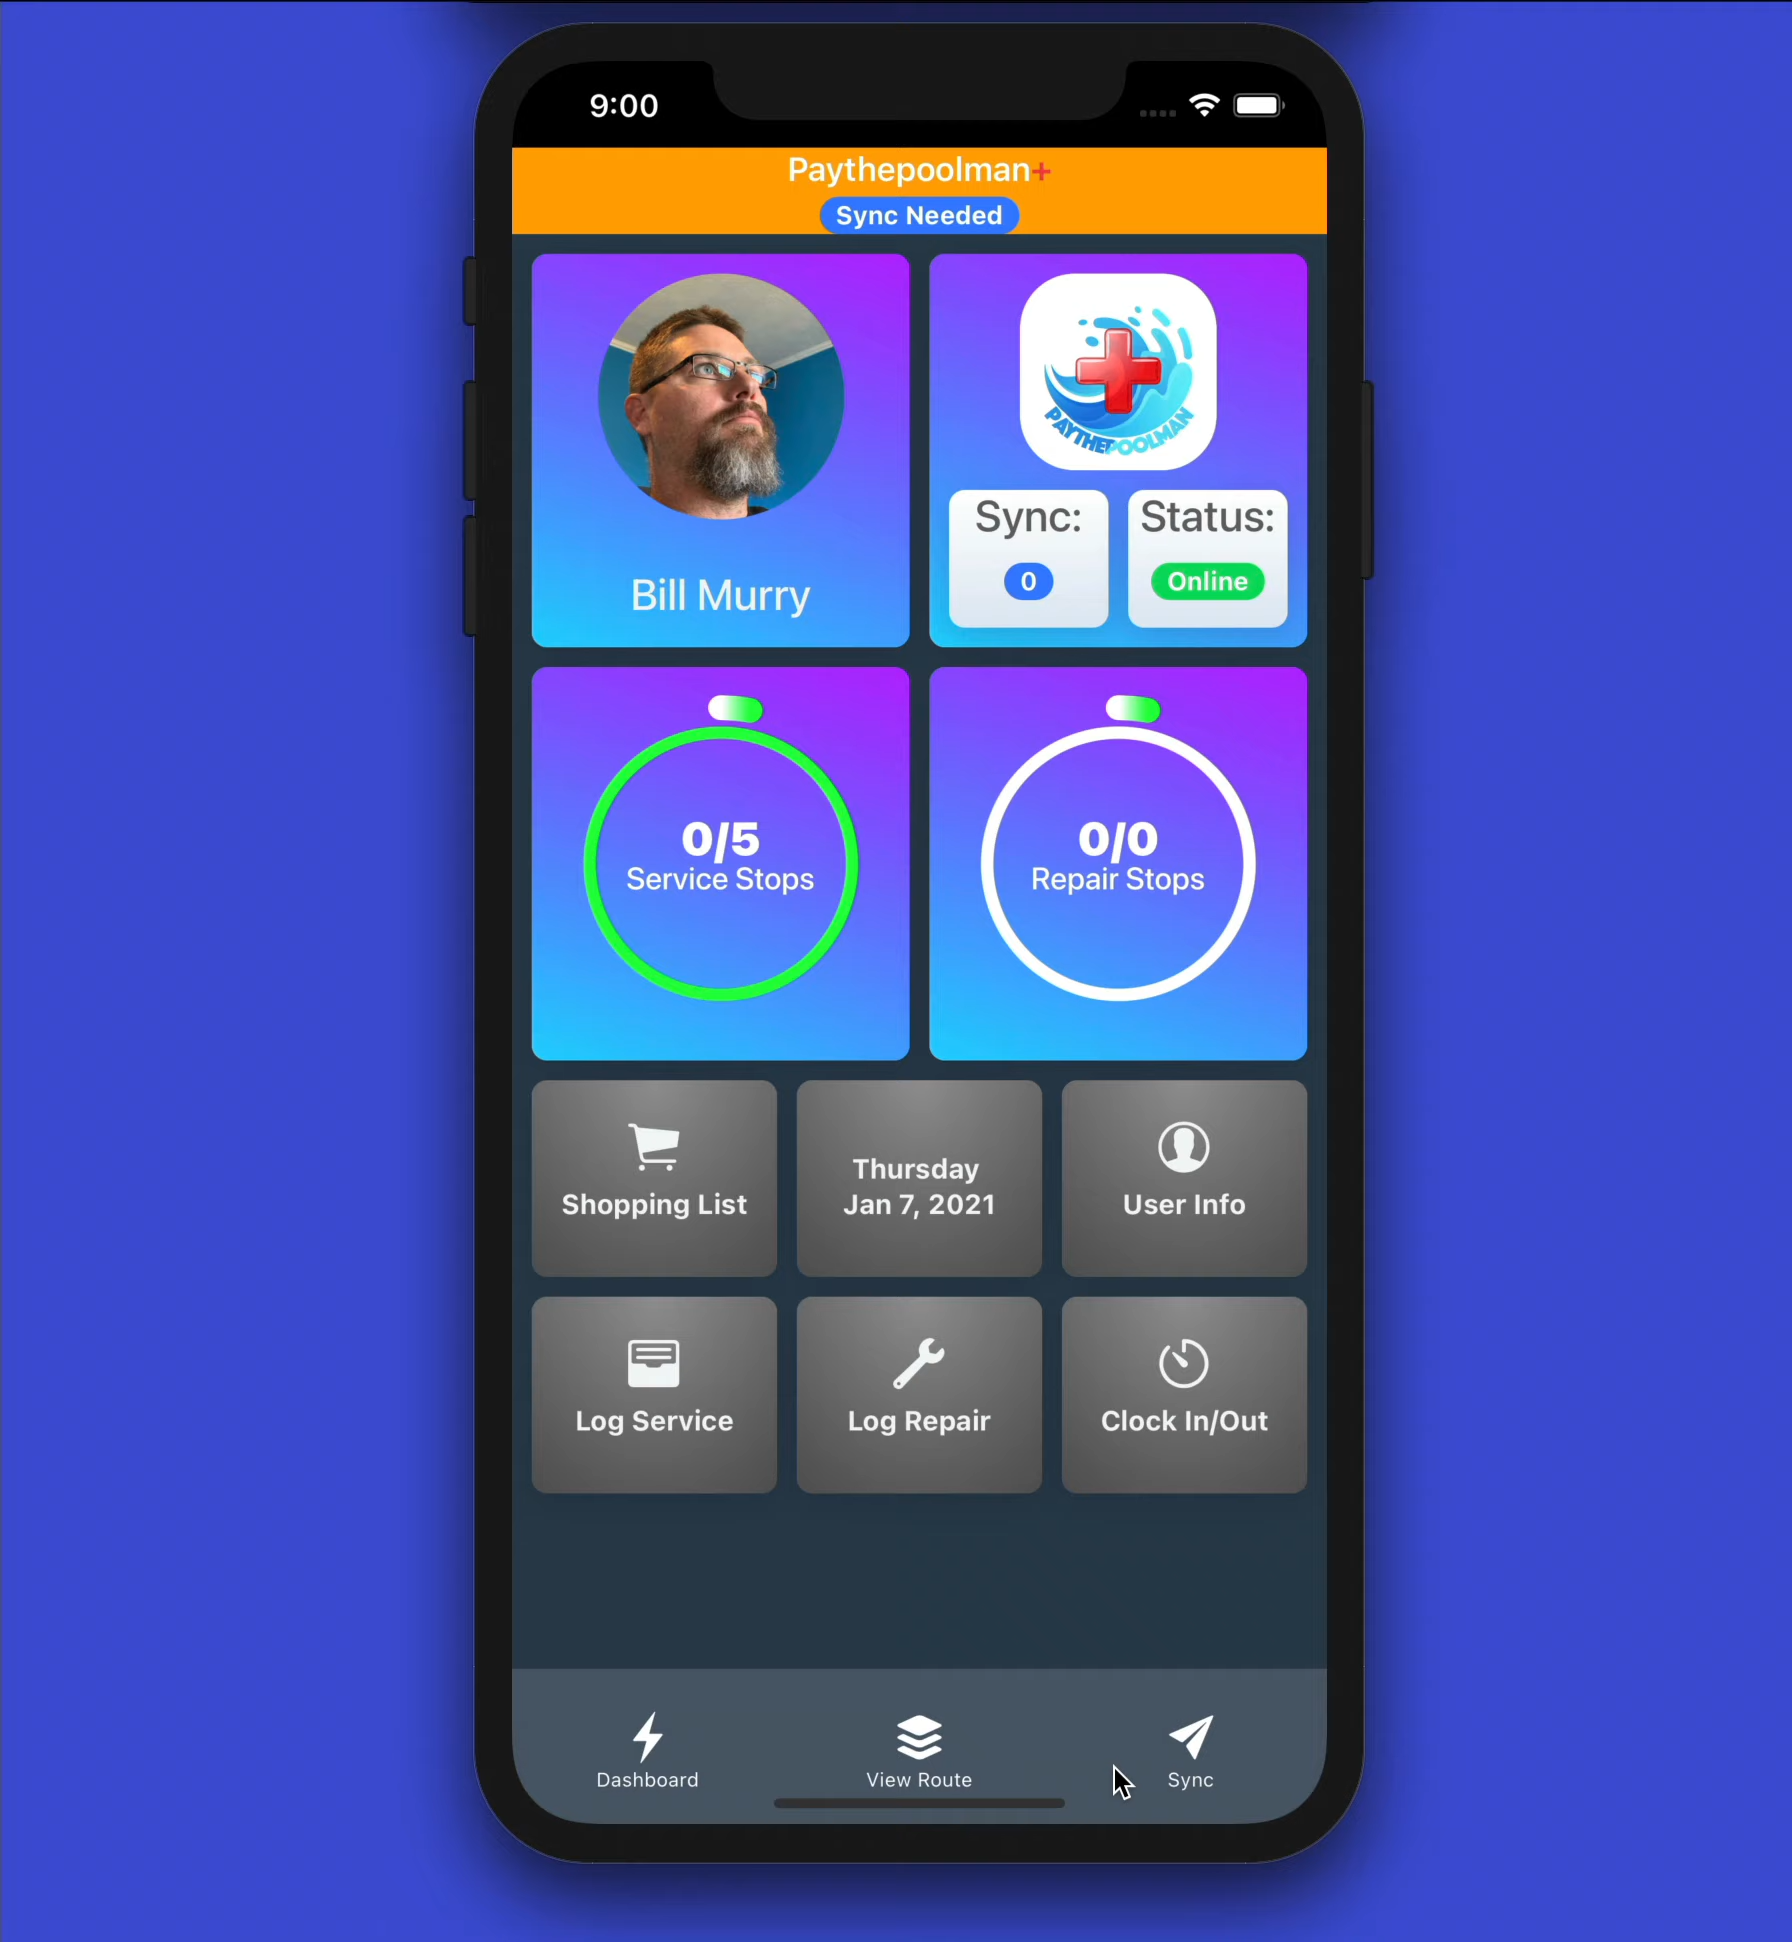 9:00
Paythepoolman+
Sync Needed
Bill Murry
PAYTHEPOOLMAN
Sync:
0
Status:
Online
0/5
Service Stops
0/0
Repair Stops
Shopping List
Thursday
Jan 7, 2021
User Info
Log Service
Log Repair
Clock In/Out
Dashboard
View Route
Sync